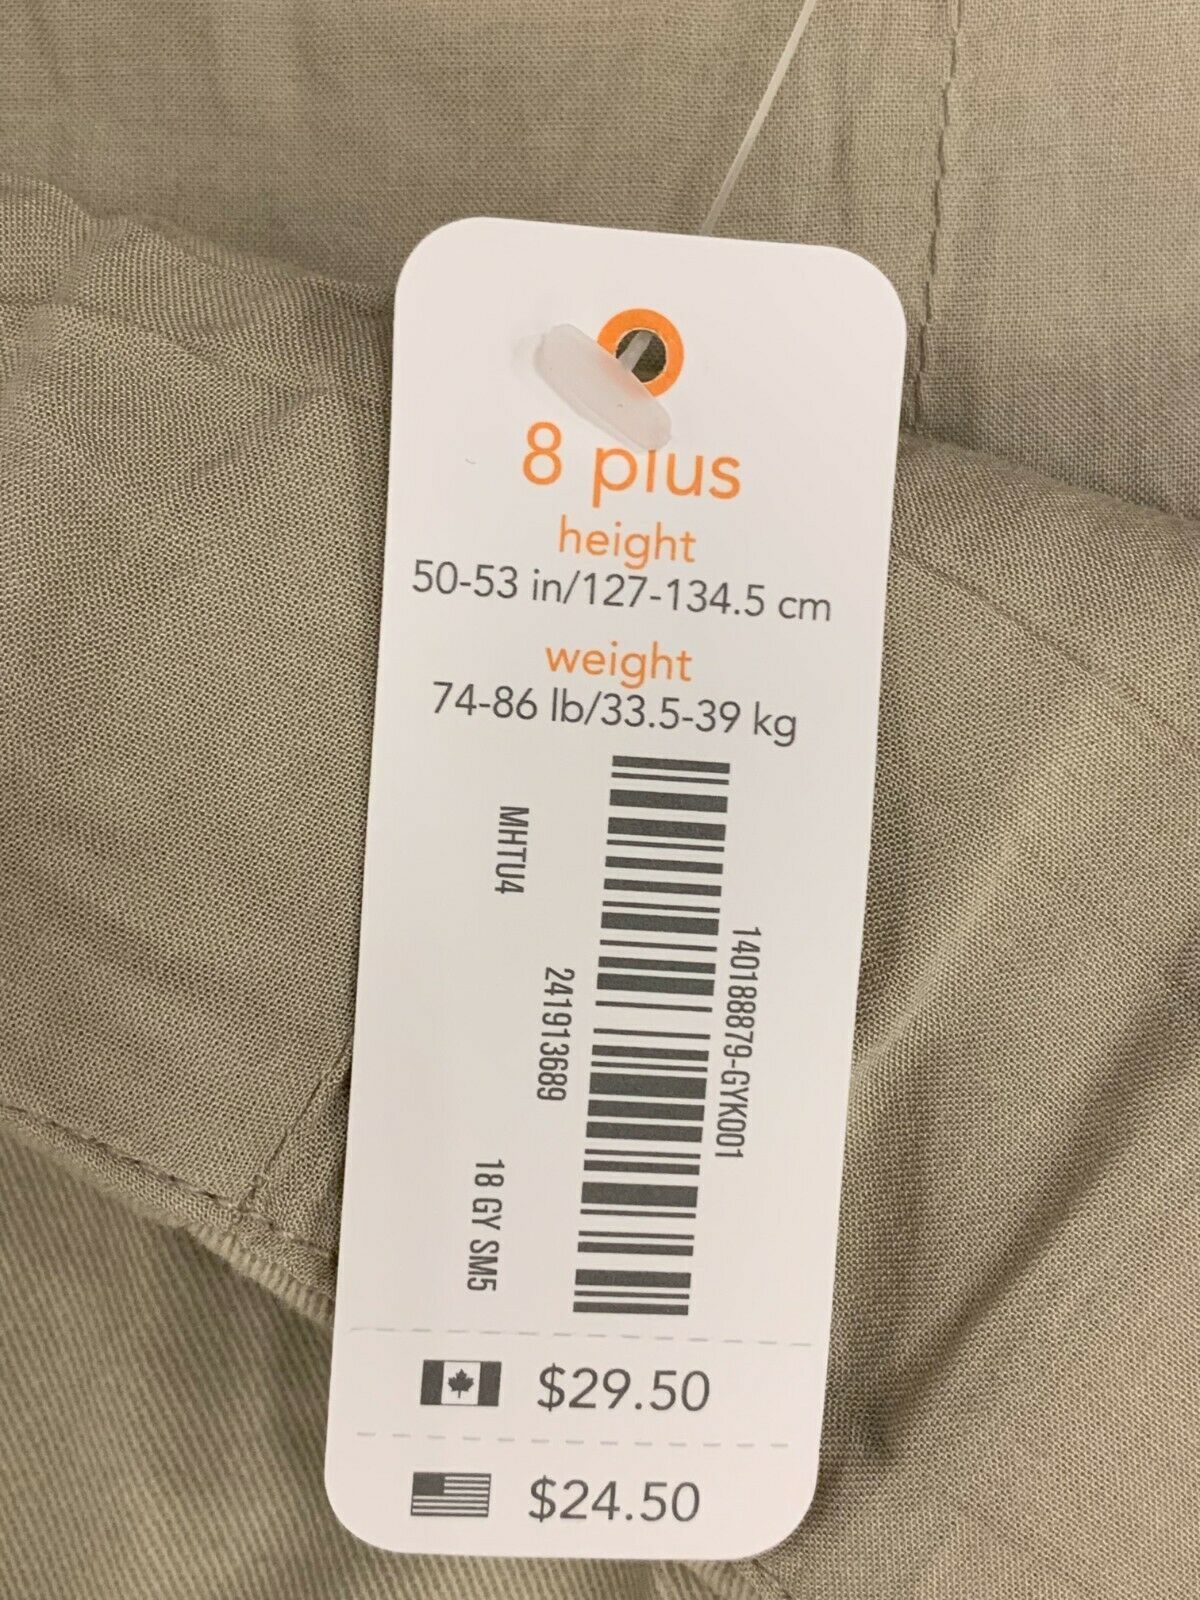 8 plus
height
50-53 in/127-134.5 cm
weight
74-86 lb/33.5-39 kg
MHTU4
241913689
18 GY SM5
14018879-GYK001
$29.50
$24.50